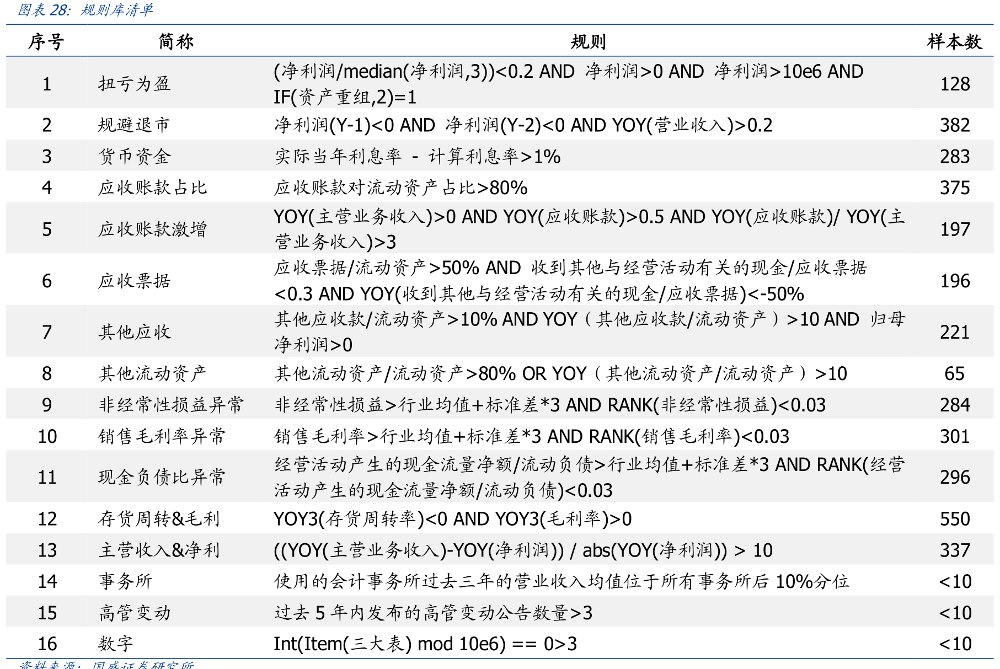 图表 28：规则库清单
序号 简称 规则 样本数
1 扭亏为盈 (净利润/median(净利润,3))<0.2 AND 净利润>0 AND 净利润>10e6 AND
IF(资产重组,2)=1 128
2 规避退市 净利润(Y-1)<0 AND 净利润(Y-2)<0 AND YOY(营业收入)>0.2 382
3 货币资金 实际当年利息率 - 计算利息率>1% 283
4 应收账款占比 应收账款对流动资产占比>80% 375
5 应收账款激增 YOY(主营业务收入)>0 AND YOY(应收账款)>0.5 AND YOY(应收账款)/ YOY(主
营业务收入)>3 197
6 应收票据 应收票据/流动资产>50% AND 收到其他与经营活动有关的现金/应收票据
<0.3 AND YOY(收到其他与经营活动有关的现金/应收票据)<-50% 196
7 其他应收 其他应收款/流动资产>10% AND YOY（其他应收款/流动资产）>10 AND 归母
净利润>0 221
8 其他流动资产 其他流动资产/流动资产>80% OR YOY（其他流动资产/流动资产）>10 65
9 非经常性损益异常 非经常性损益>行业均值+标准差*3 AND RANK(非经常性损益)<0.03 284
10 销售毛利率异常 销售毛利率>行业均值+标准差*3 AND RANK(销售毛利率)<0.03 301
11 现金负债比异常 经营活动产生的现金流量净额/流动负债>行业均值+标准差*3 AND RANK(经营
活动产生的现金流量净额/流动负债)<0.03 296
12 存货周转&毛利 YOY3(存货周转率)<0 AND YOY3(毛利率)>0 550
13 主营收入&净利 ((YOY(主营业务收入)-YOY(净利润)) / abs(YOY(净利润)) > 10 337
14 事务所 使用的会计事务所过去三年的营业收入均值位于所有事务所后 10%分位 <10
15 高管变动 过去 5 年内发布的高管变动公告数量>3 <10
16 数字 Int(Item(三大表) mod 10e6) == 0>3 <10
资料来源：国盛证券研究所